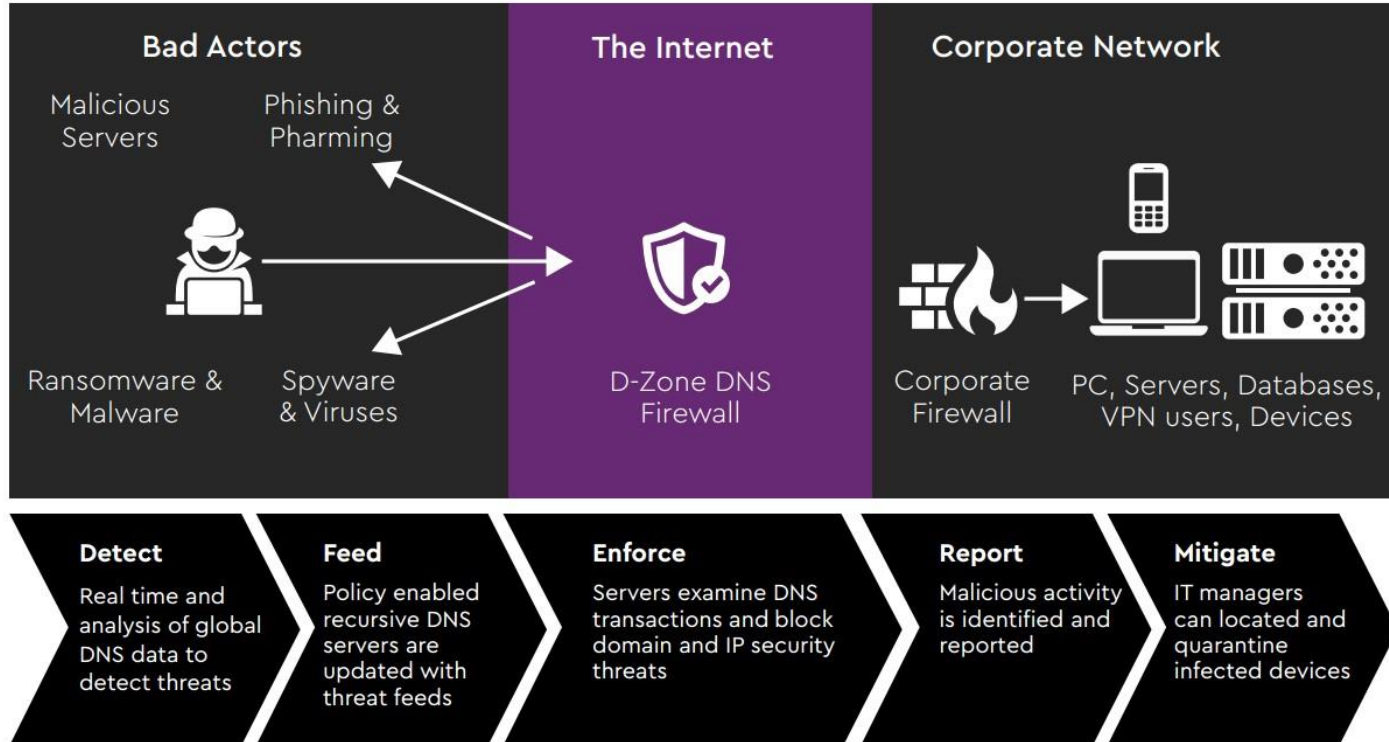 Bad Actors
The Internet
Corporate Network
Malicious
Servers
Phishing &
Pharming
Ransomware &
Malware
Spyware
& Viruses
D-Zone DNS
Firewall
Corporate
Firewall
PC, Servers, Databases,
VPN users, Devices
Detect
Real time and
analysis of global
DNS data to
detect threats
Feed
Policy enabled
recursive DNS
servers are
updated with
threat feeds
Enforce
Servers examine DNS
transactions and block
domain and IP security
threats
Report
Malicious activity
is identified and
reported
Mitigate
IT managers
can located and
quarantine
infected devices